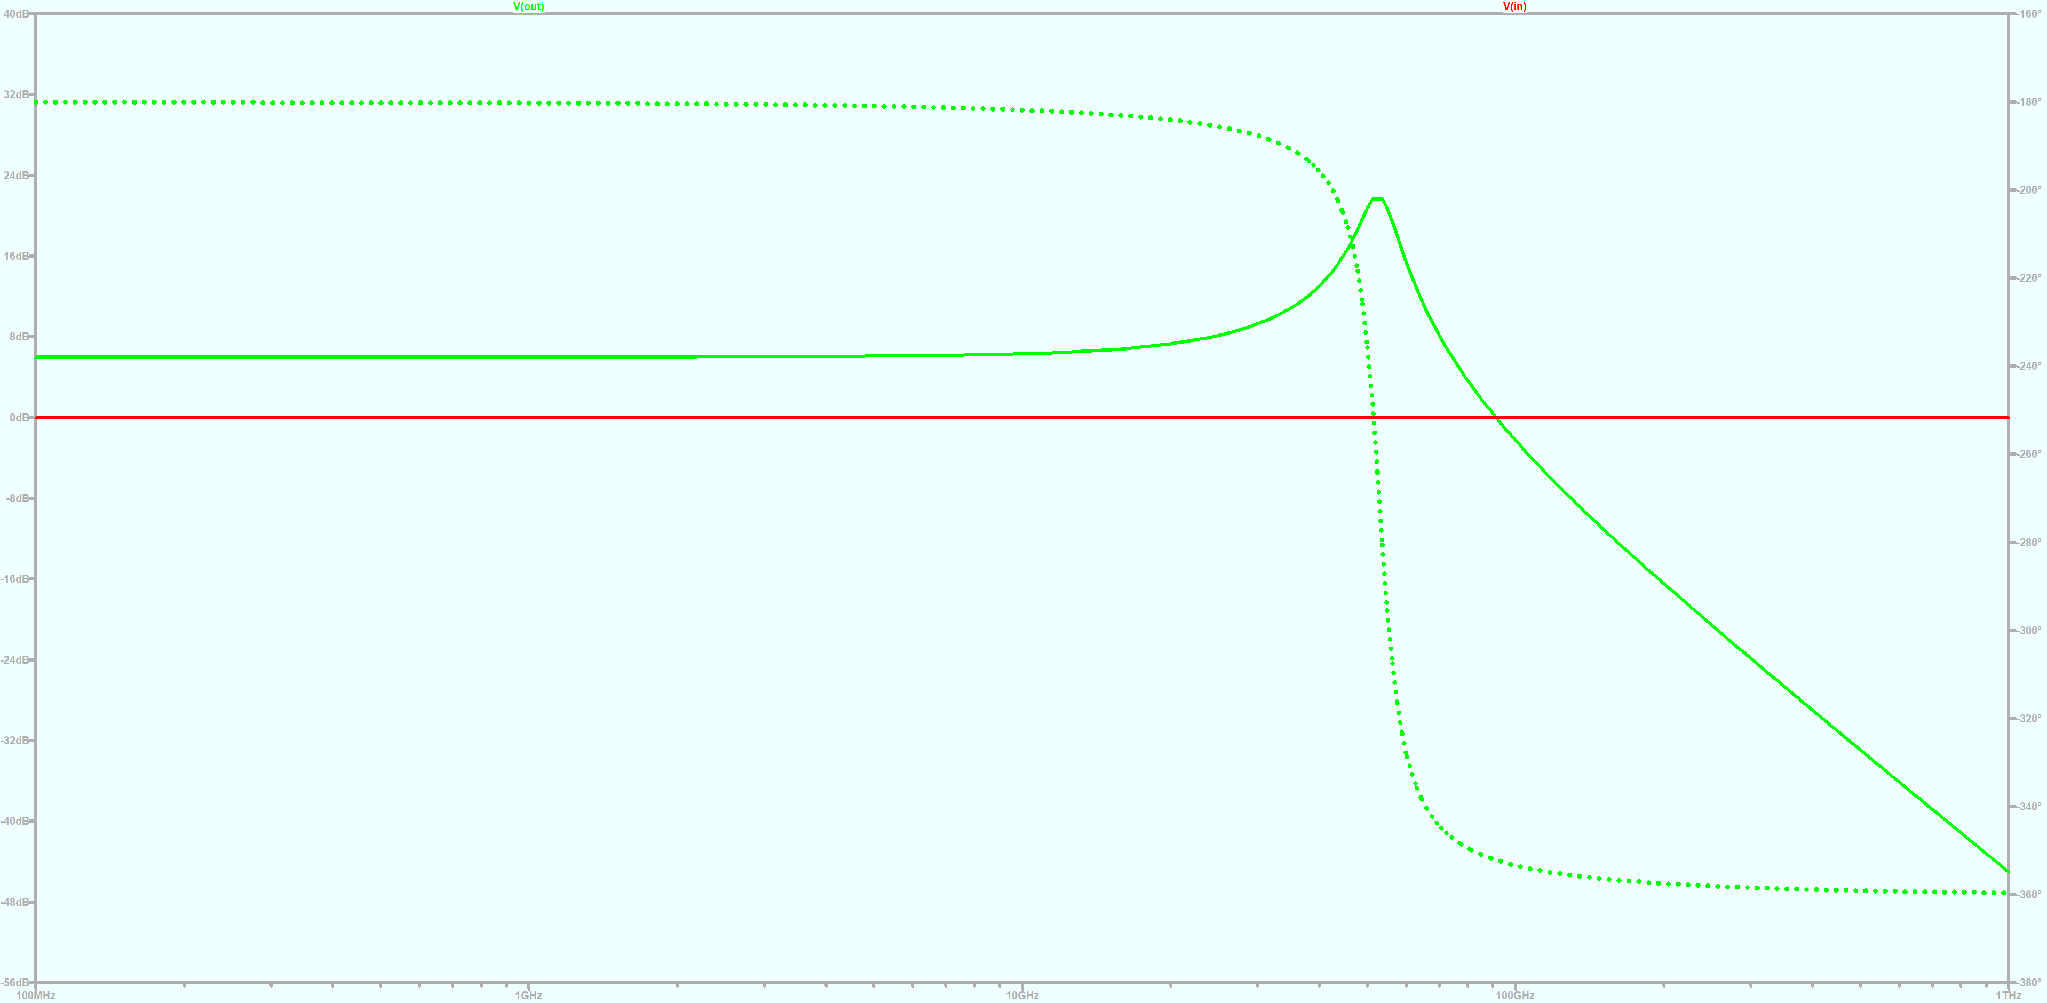 V(out) V(in)
40dB -160°
32dB
-180°
24dB
-200°
16dB
-220°
8dB
-240°
0dB
-260°
-8dB
-280°
-16dB
-300°
-24dB
-320°
-32dB
-340°
-40dB
-360°
-48dB
-56dB -380°
100MHz 1GHz 10GHz 100GHz 1THz